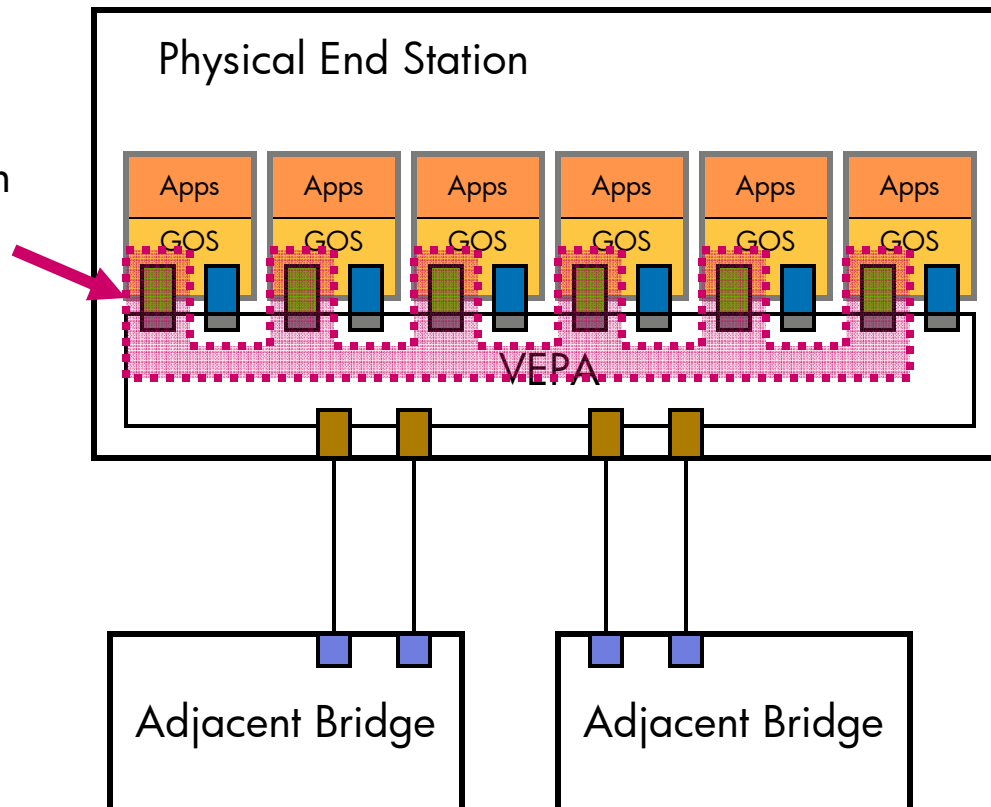 Physical End Station
Apps Apps Apps Apps Apps Apps
GOS GOS GOS GOS GOS GOS
VEPA
Adjacent Bridge Adjacent Bridge